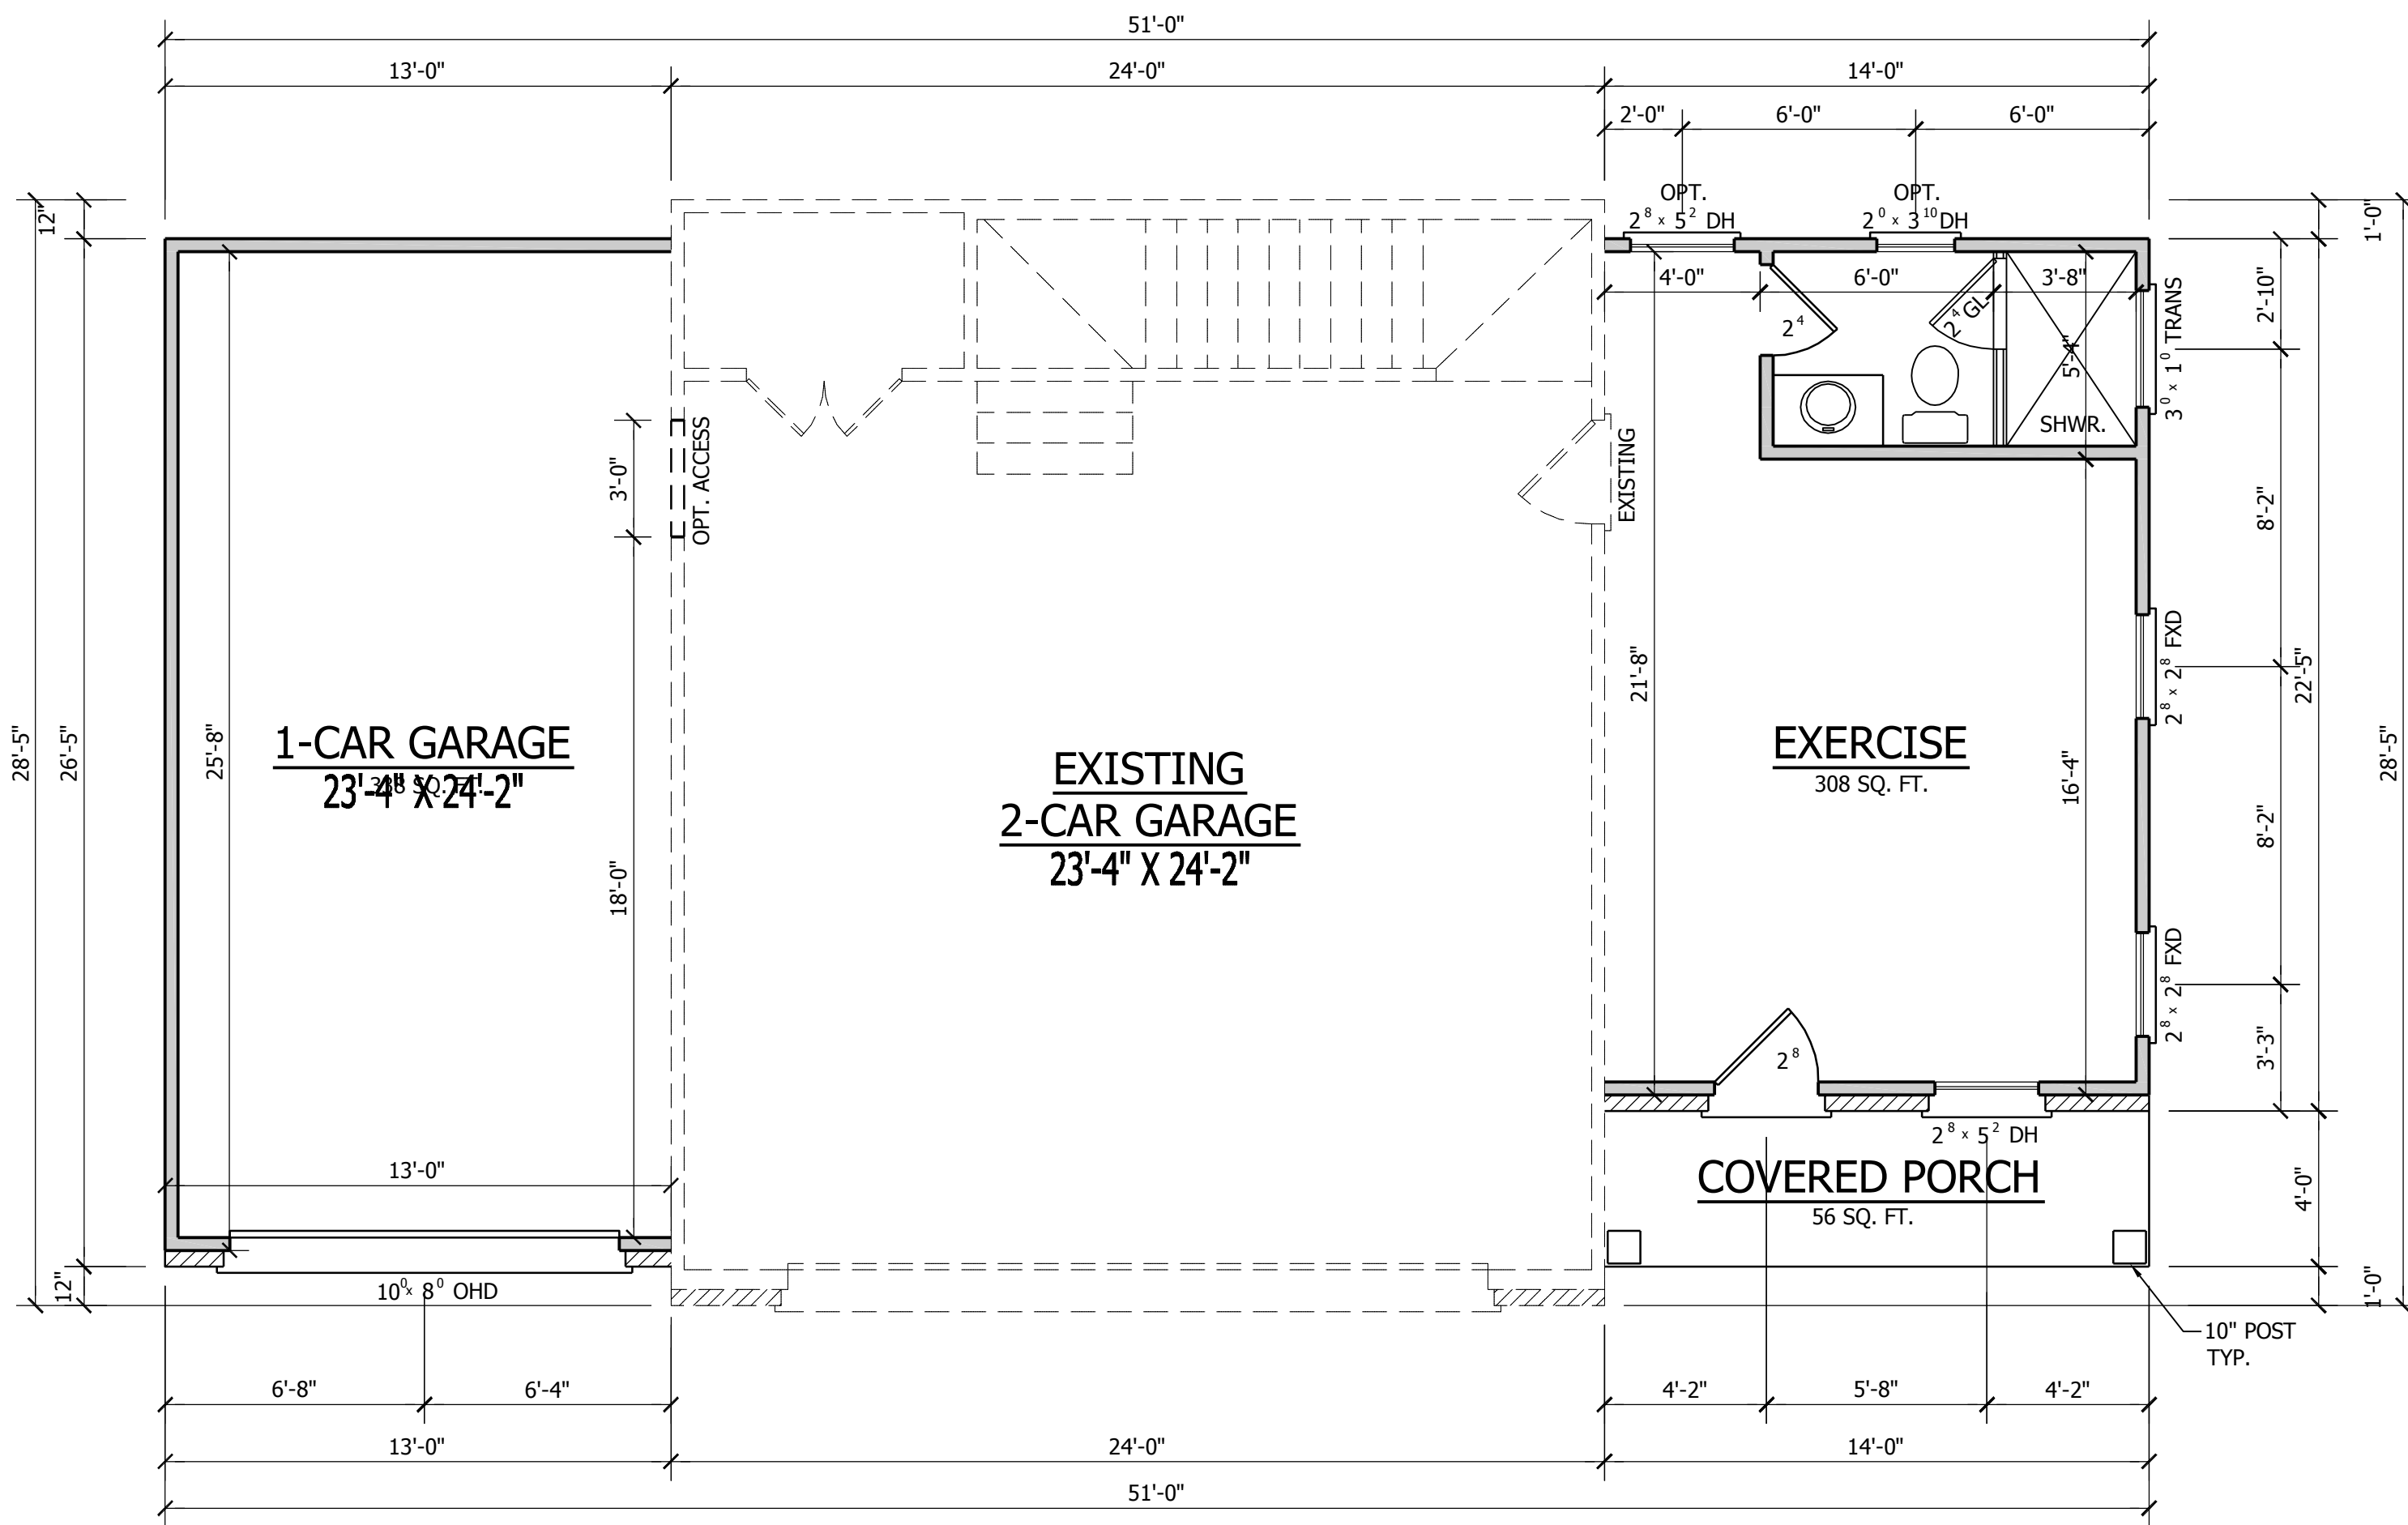 51'-0"
13'-0"
24'-0"
14'-0"
2'-0"
6'-0"
6'-0"
OPT.
2⁸ x 5² DH
OPT.
2⁰ x 3¹⁰ DH
12"
1'-0"
4'-0"
6'-0"
3'-8"
2⁴
2⁴ GL
5'-4"
SHWR.
3⁰ x 1⁰ TRANS
2'-10"
3'-0"
OPT. ACCESS
EXISTING
8'-2"
28'-5"
26'-5"
25'-8"
1-CAR GARAGE
338 SQ. FT.
23'-4" X 24'-2"
18'-0"
EXISTING
2-CAR GARAGE
23'-4" X 24'-2"
21'-8"
EXERCISE
308 SQ. FT.
16'-4"
2⁸ x 2⁸ FXD
22'-5"
28'-5"
8'-2"
2⁸ x 2⁸ FXD
3'-3"
2⁸
2⁸ x 5² DH
COVERED PORCH
56 SQ. FT.
4'-0"
13'-0"
12"
10⁰ x 8⁰ OHD
1'-0"
10" POST
TYP.
6'-8"
6'-4"
4'-2"
5'-8"
4'-2"
13'-0"
24'-0"
14'-0"
51'-0"